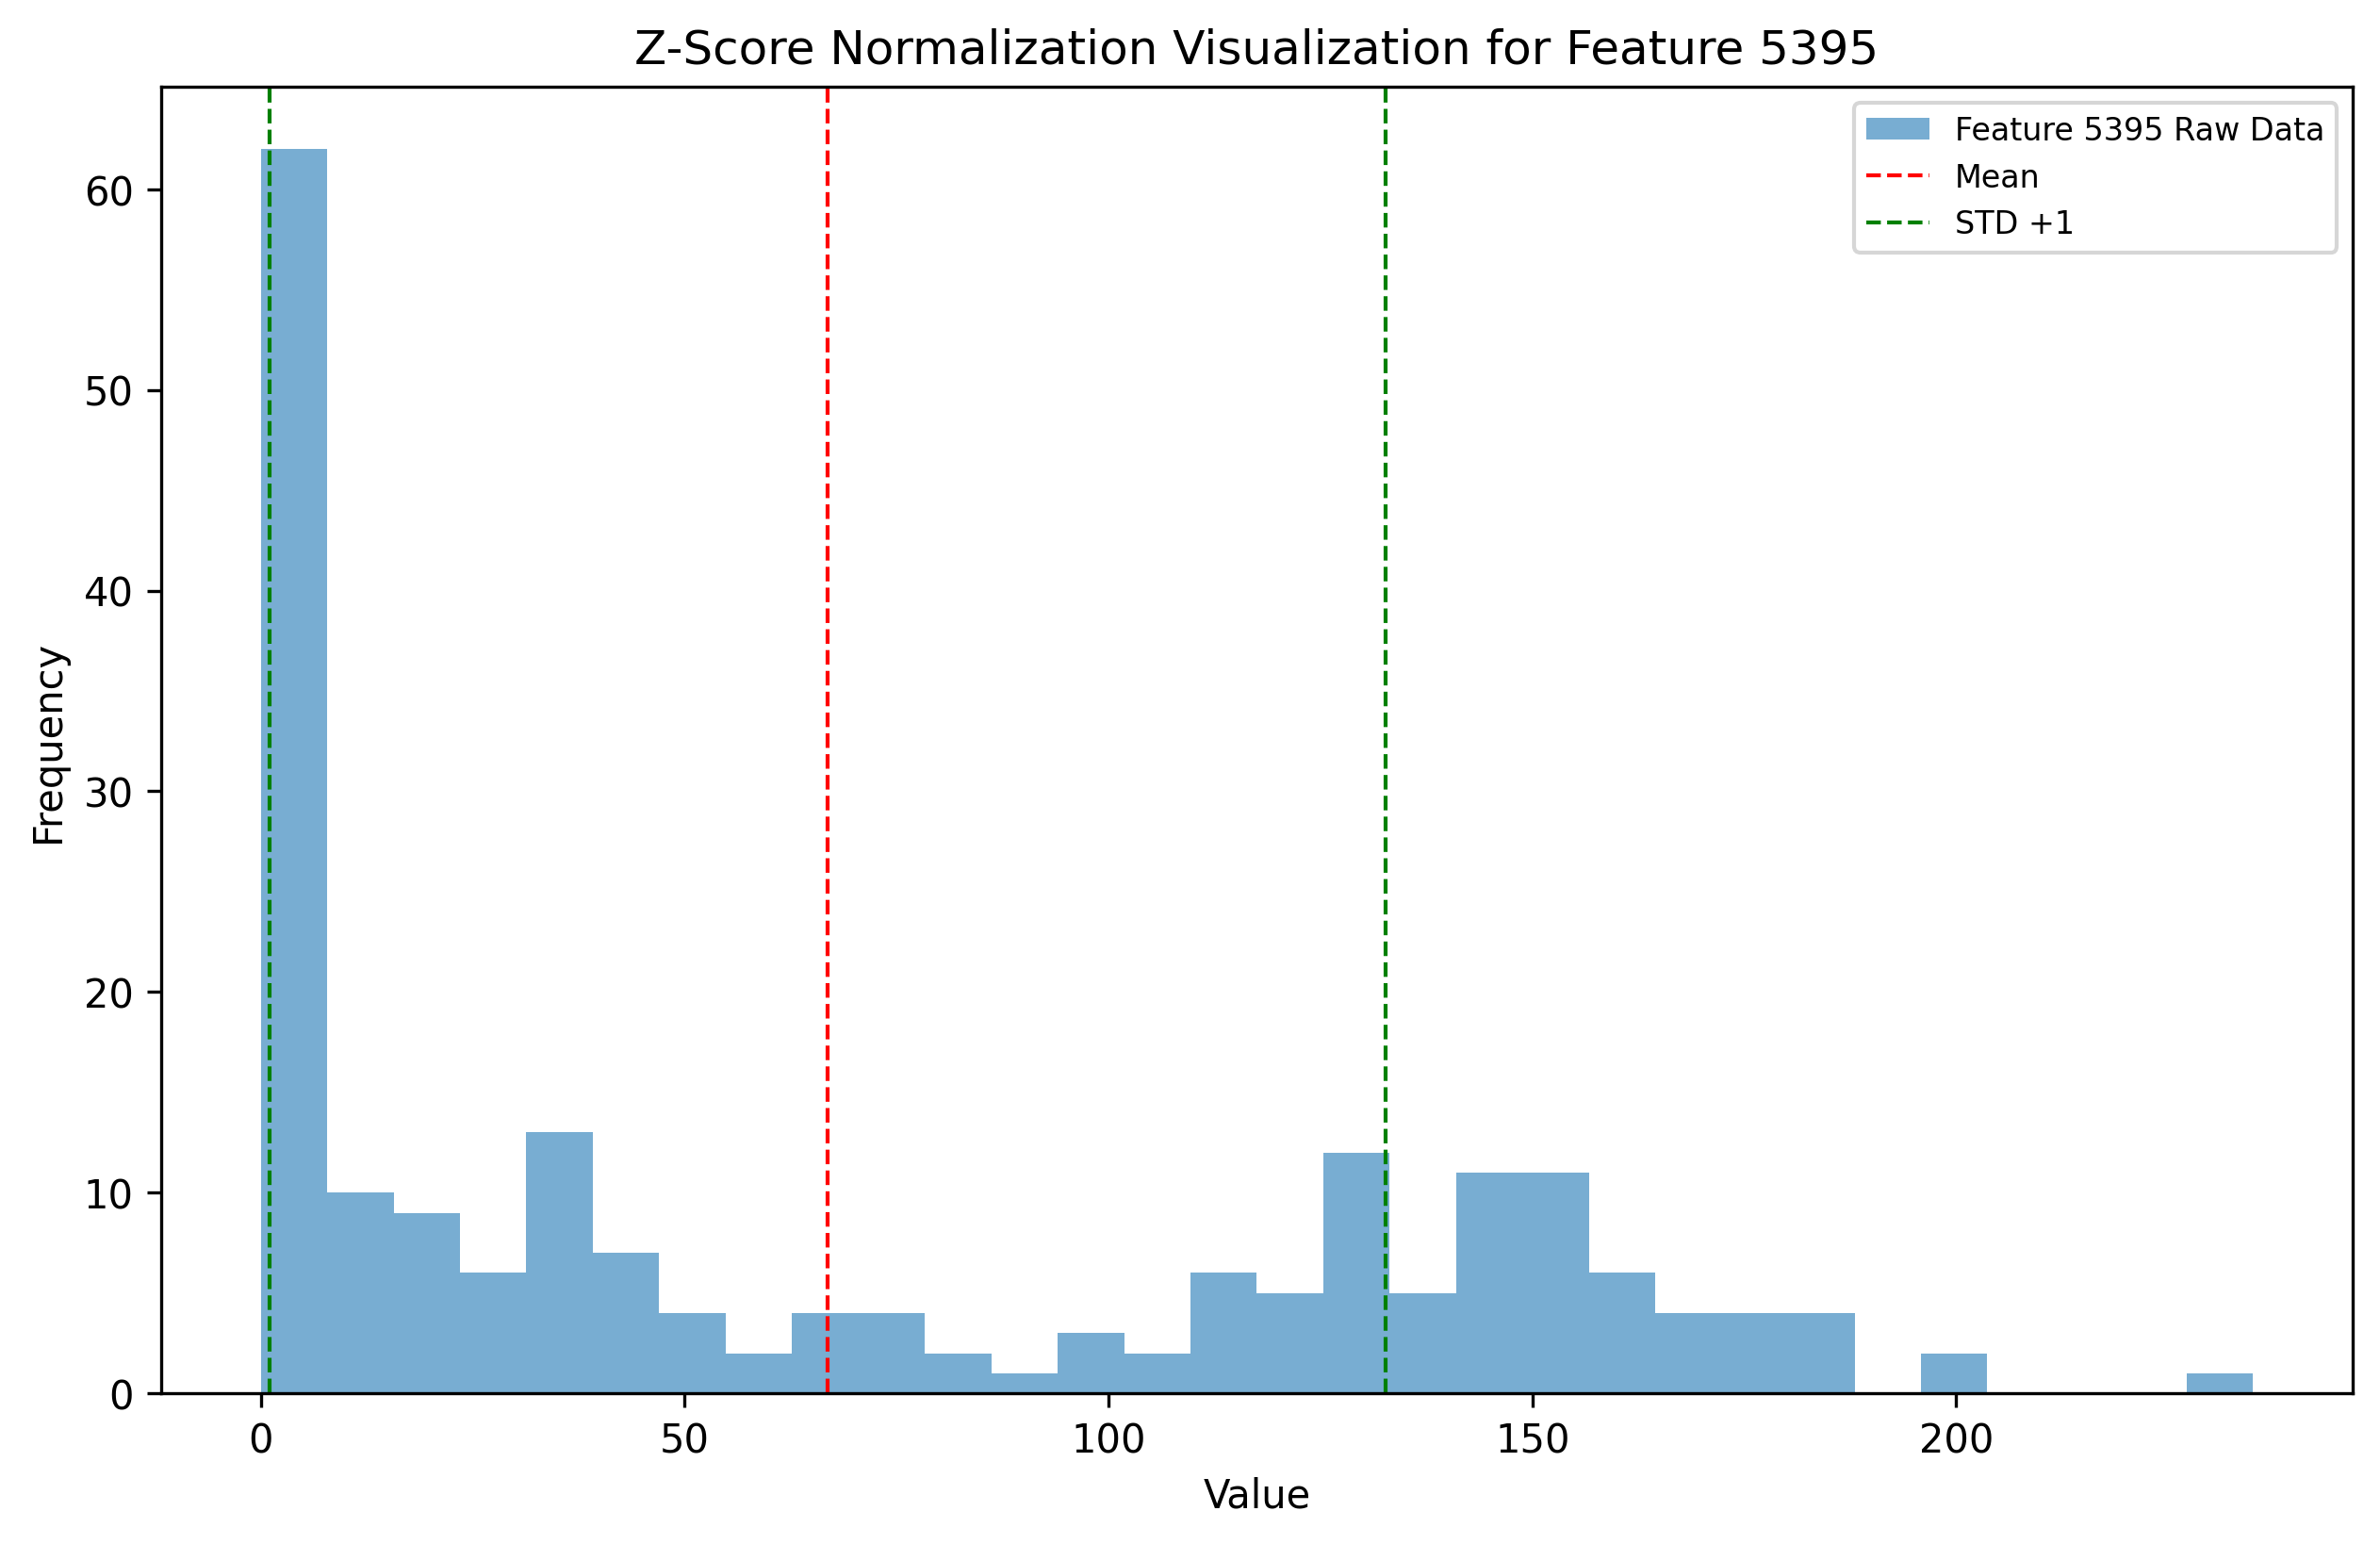 Z-Score Normalization Visualization for Feature 5395
Feature 5395 Raw Data
Mean
STD +1
60
50
40
30
20
10
0
Frequency
0 50 100 150 200
Value